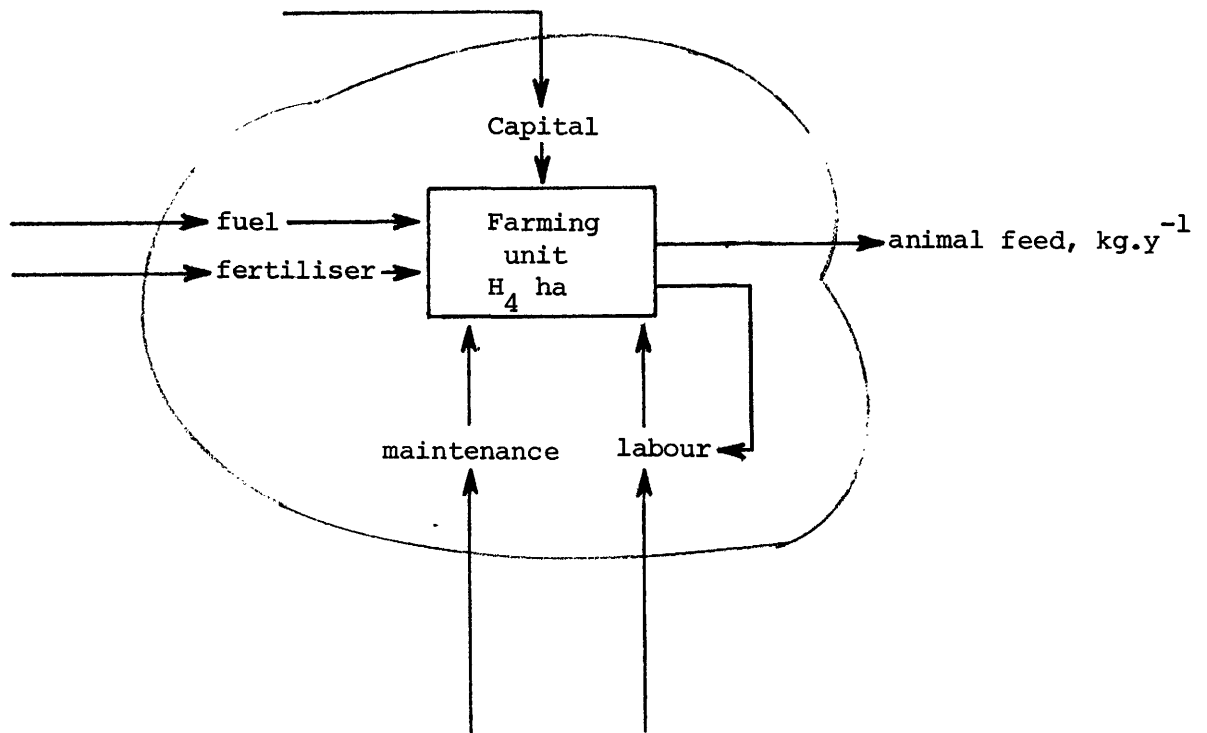 Capital
fuel
fertiliser
Farming
unit
H₄ ha
animal feed, kg.y⁻¹
maintenance
labour